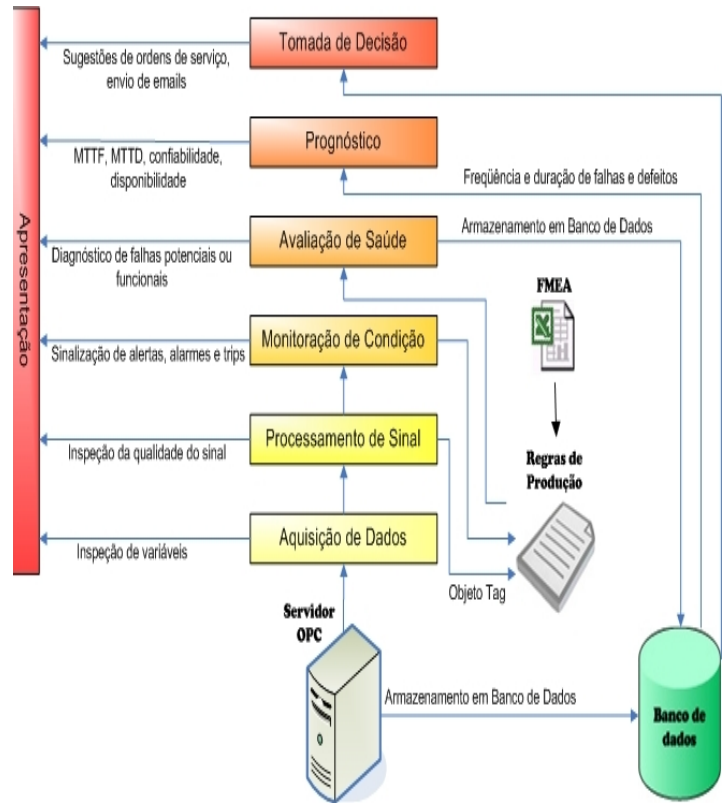 Tomada de Decisão
Sugestões de ordens de serviço,
envio de emails
Prognóstico
MTTF, MTTD, confiabilidade,
disponibilidade
Freqüência e duração de falhas e defeitos
Avaliação de Saúde
Armazenamento em Banco de Dados
Diagnóstico de falhas potenciais ou
funcionais
Apresentação
FMEA
Monitoração de Condição
Sinalização de alertas, alarmes e trips
Processamento de Sinal
Inspeção da qualidade do sinal
Regras de
Produção
Aquisição de Dados
Inspeção de variáveis
Objeto Tag
Servidor
OPC
Armazenamento em Banco de Dados
Banco de
dados